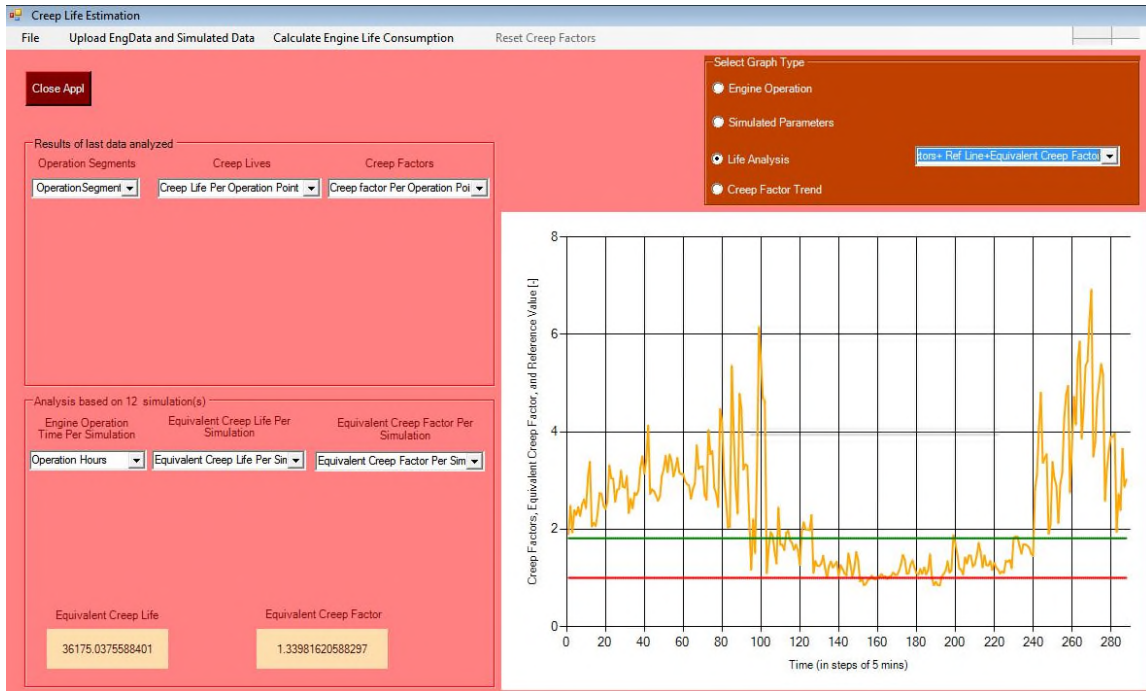 Creep Life Estimation
File Upload EngData and Simulated Data Calculate Engine Life Consumption Reset Creep Factors
Close Appl
Select Graph Type
Engine Operation
Simulated Parameters
Life Analysis
tors+ Ref Line+Equivalent Creep Factor
Creep Factor Trend
Results of last data analyzed
Operation Segments Creep Lives Creep Factors
OperationSegment Creep Life Per Operation Point Creep factor Per Operation Poi
Analysis based on 12 simulation(s)
Engine Operation
Time Per Simulation
Equivalent Creep Life Per
Simulation
Equivalent Creep Factor Per
Simulation
Operation Hours Equivalent Creep Life Per Sin Equivalent Creep Factor Per Sim
Equivalent Creep Life Equivalent Creep Factor
36175.0375588401 1.33981620588297
Creep Factors, Equivalent Creep Factor, and Reference Value [-]
8
6
4
2
0
0 20 40 60 80 100 120 140 160 180 200 220 240 260 280
Time (in steps of 5 mins)